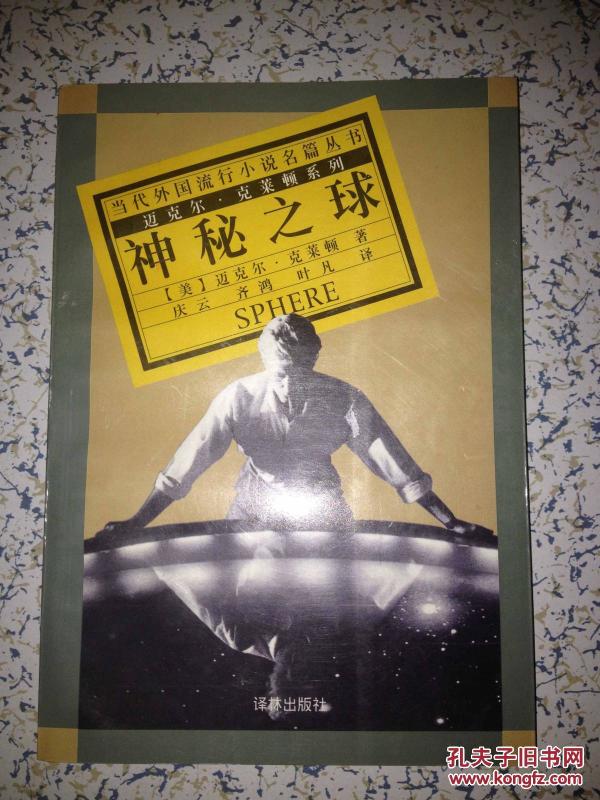 当代外国流行小说名篇丛书
迈克尔·克莱顿系列
神秘之球
【美】迈克尔·克莱顿 著
庆云 齐鸿 叶凡 译
SPHERE
译林出版社
孔夫子旧书网
www.kongfz.com